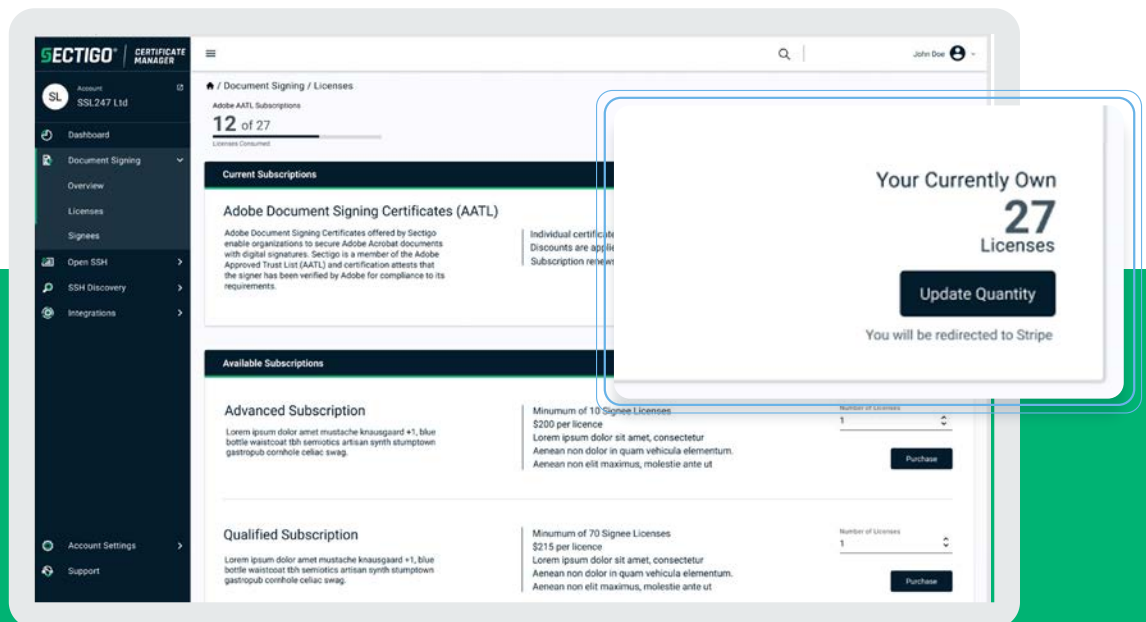 SECTIGO® CERTIFICATE MANAGER
John Doe
SL
Account
SSL247 Ltd
Dashboard
Document Signing
Overview
Licenses
Signees
Open SSH
SSH Discovery
Integrations
Account Settings
Support
/ Document Signing / Licenses
Adobe AATL Subscriptions
12 of 27
Licenses Consumed
Current Subscriptions
Adobe Document Signing Certificates (AATL)
Adobe Document Signing Certificates offered by Sectigo
enable organizations to secure Adobe Acrobat documents
with digital signatures. Sectigo is a member of the Adobe
Approved Trust List (AATL) and certification attests that
the signer has been verified by Adobe for compliance to its
requirements.
Individual certificate
Discounts are applie
Subscription renews
Your Currently Own
27
Licenses
Update Quantity
You will be redirected to Stripe
Available Subscriptions
Advanced Subscription
Lorem ipsum dolor amet mustache knausgaard +1, blue
bottle waistcoat tbh semiotics artisan synth stumptown
gastropub cornhole celiac swag.
Minumum of 10 Signee Licenses
$200 per licence
Lorem ipsum dolor sit amet, consectetur
Aenean non dolor in quam vehicula elementum.
Aenean non elit maximus, molestie ante ut
Number of Licenses
1
Purchase
Qualified Subscription
Lorem ipsum dolor amet mustache knausgaard +1, blue
bottle waistcoat tbh semiotics artisan synth stumptown
gastropub cornhole celiac swag.
Minumum of 70 Signee Licenses
$215 per licence
Lorem ipsum dolor sit amet, consectetur
Aenean non dolor in quam vehicula elementum.
Aenean non elit maximus, molestie ante ut
Number of Licenses
1
Purchase